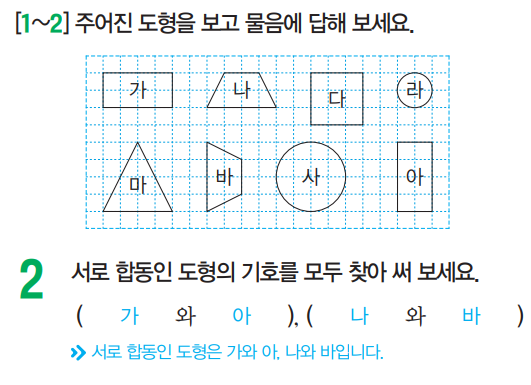 [1~2] 주어진 도형을 보고 물음에 답해 보세요.
가 나 다 라
마 바 사 아
2 서로 합동인 도형의 기호를 모두 찾아 써 보세요.
( 가 와 아 ), ( 나 와 바 )
서로 합동인 도형은 가와 아, 나와 바입니다.